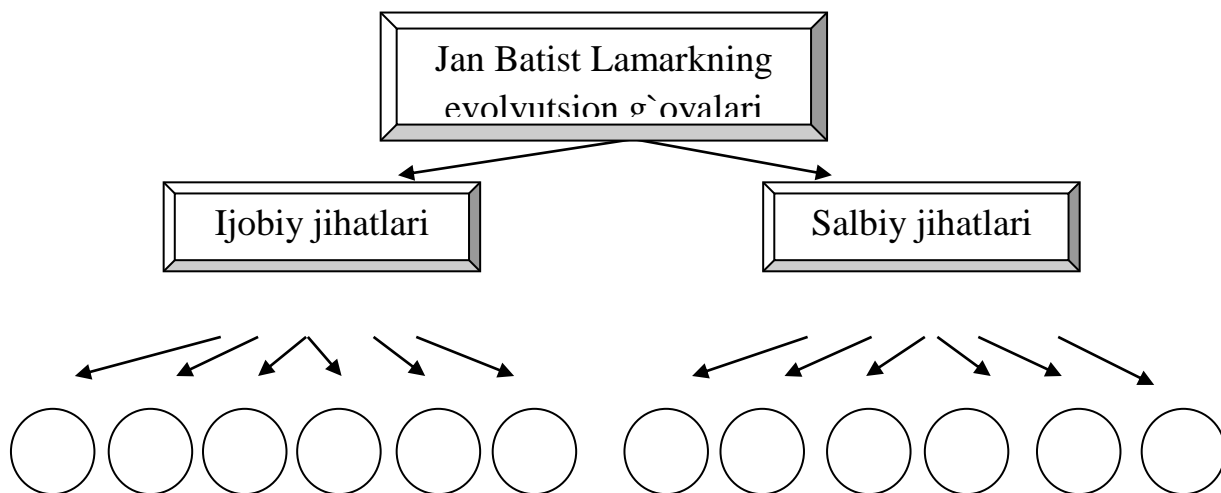 Jan Batist Lamarkning
evolyutsion g`oyalari
Ijobiy jihatlari
Salbiy jihatlari